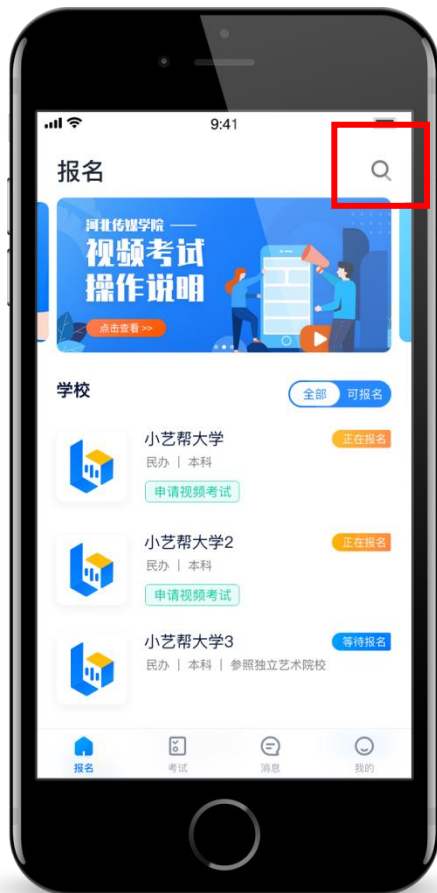 9:41
报名
河北传媒学院
视频考试
操作说明
点击查看 >>
学校
全部 可报名
小艺帮大学 正在报名
民办 | 本科
申请视频考试
小艺帮大学2 正在报名
民办 | 本科
申请视频考试
小艺帮大学3 等待报名
民办 | 本科 | 参照独立艺术院校
报名 考试 消息 我的